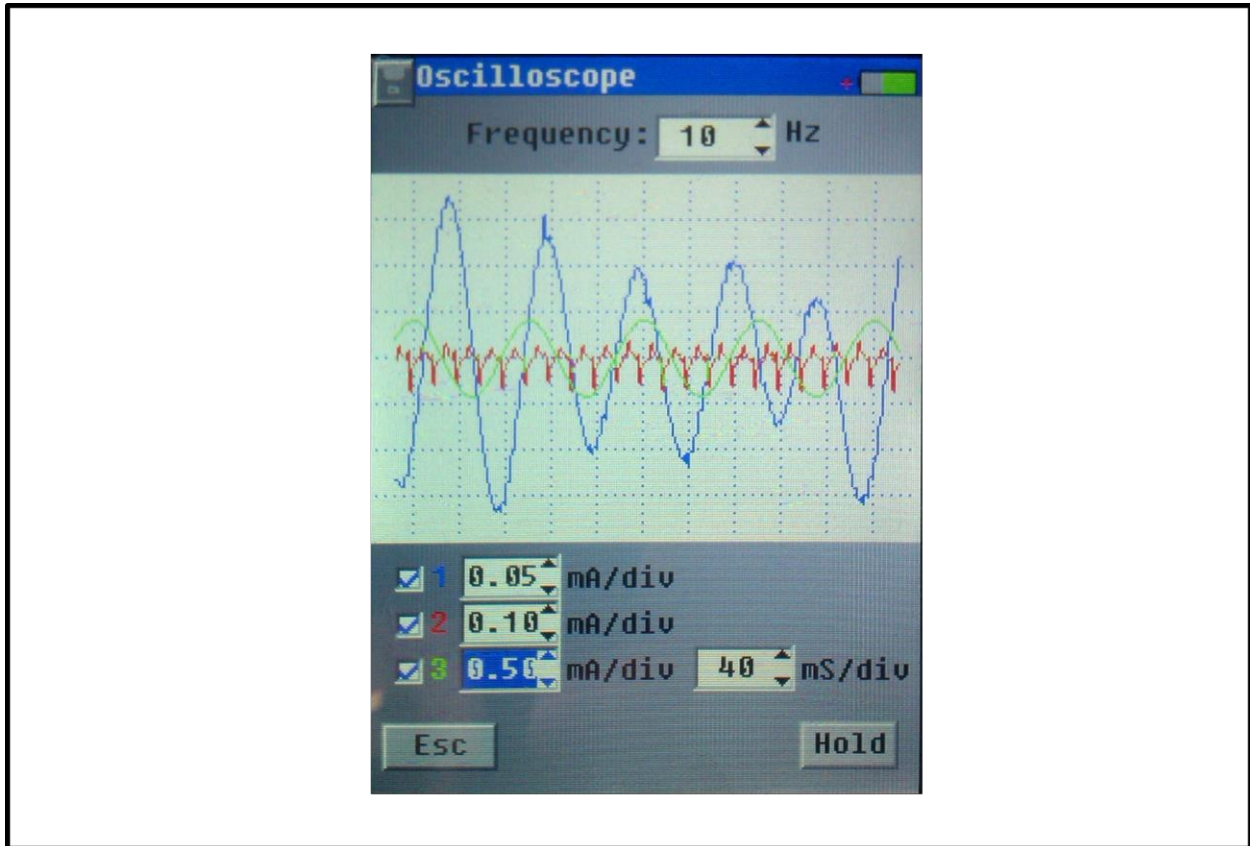 Oscilloscope
Frequency: 10 Hz
1 0.05 mA/div
2 0.10 mA/div
3 0.50 mA/div 40 mS/div
Esc Hold